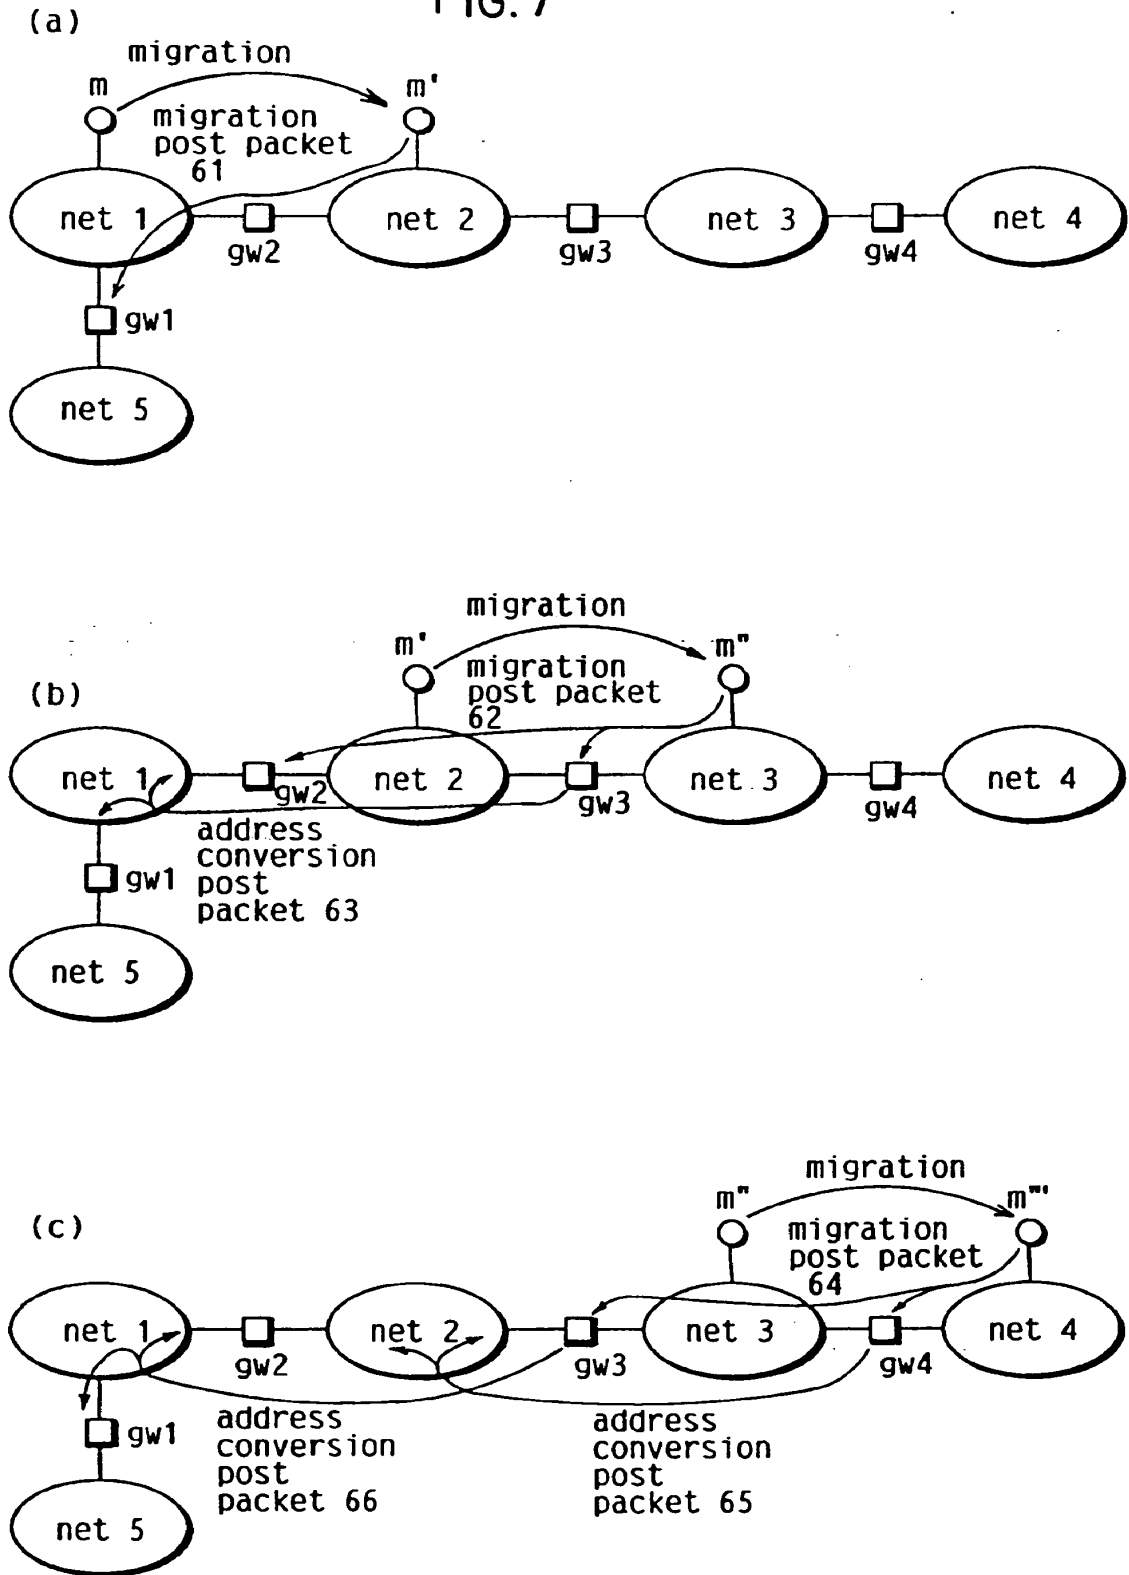 FIG. 7
(a)
migration
m
m'
migration
post packet
61
net 1
net 2
net 3
net 4
gw2
gw3
gw4
gw1
net 5
migration
m'
m"
(b)
migration
post packet
62
net 1
net 2
net 3
net 4
gw2
gw3
gw4
address
conversion
post
packet 63
gw1
net 5
migration
m"
m"'
(c)
migration
post packet
64
net 1
net 2
net 3
net 4
gw2
gw3
gw4
address
conversion
post
packet 66
address
conversion
post
packet 65
gw1
net 5